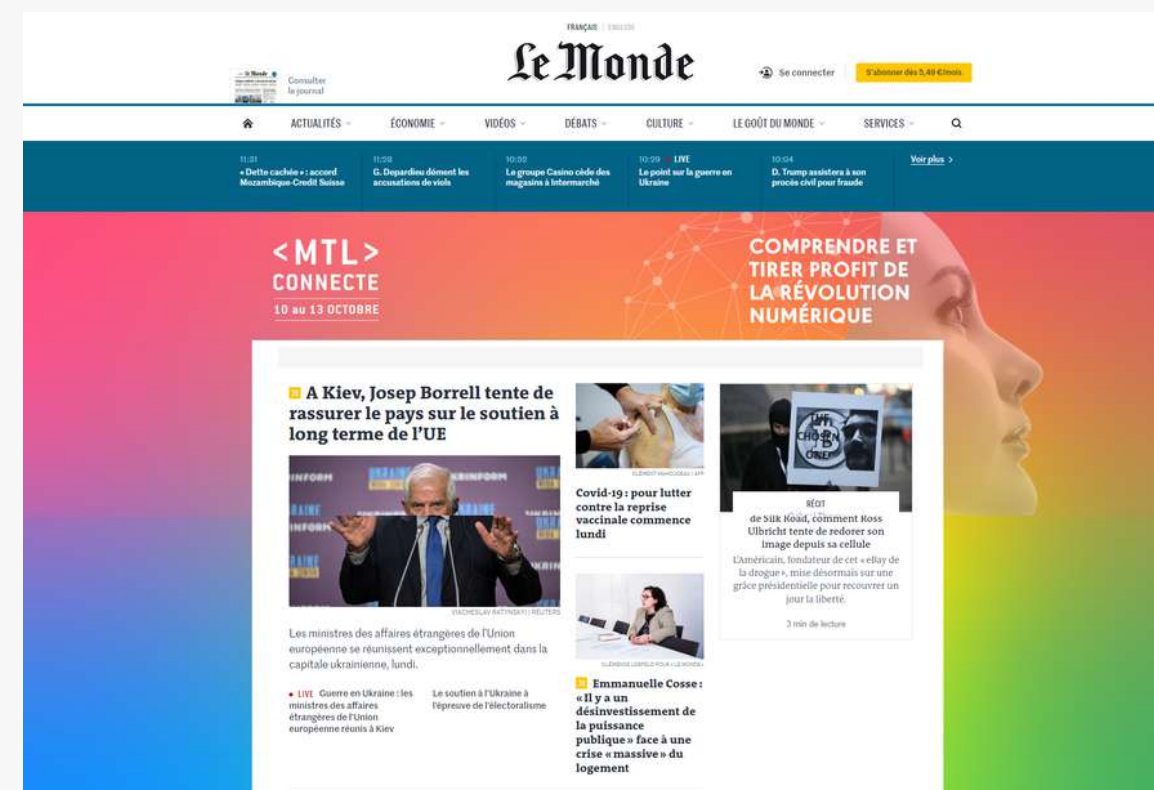 FRANÇAIS | ENGLISH
Le Monde
Consulter
le journal
Se connecter
S'abonner dès 5,49 €/mois
ACTUALITÉS
ÉCONOMIE
VIDÉOS
DÉBATS
CULTURE
LE GOÛT DU MONDE
SERVICES
« Dette cachée » : accord
Mozambique-Credit Suisse
G. Depardieu dément les
accusations de viols
Le groupe Casino cède des
magasins à Intermarché
LIVE
Le point sur la guerre en
Ukraine
10:04
D. Trump assistera à son
procès civil pour fraude
Voir plus >
<MTL>
CONNECTE
10 au 13 OCTOBRE
COMPRENDRE ET
TIRER PROFIT DE
LA RÉVOLUTION
NUMÉRIQUE
A Kiev, Josep Borrell tente de
rassurer le pays sur le soutien à
long terme de l'UE
UKRAINE
VIACHESLAV RATYNSKYI / REUTERS
Les ministres des affaires étrangères de l'Union
européenne se réunissent exceptionnellement dans la
capitale ukrainienne, lundi.
LIVE Guerre en Ukraine : les
ministres des affaires
étrangères de l'Union
européenne réunis à Kiev
Le soutien à l'Ukraine à
l'épreuve de l'électoralisme
Covid-19 : pour lutter
contre la reprise
vaccinale commence
lundi
Emmanuelle Cosse :
« Il y a un
désinvestissement de
la puissance
publique » face à une
crise « massive » du
logement
THE
CHOSEN
ONE
RÉCIT
de Silk Road, comment Ross
Ulbricht tente de redorer son
image depuis sa cellule
L'Américain, fondateur de cet « eBay de
la drogue », mise désormais sur une
grâce présidentielle pour recouvrer un
jour la liberté.
3 min de lecture